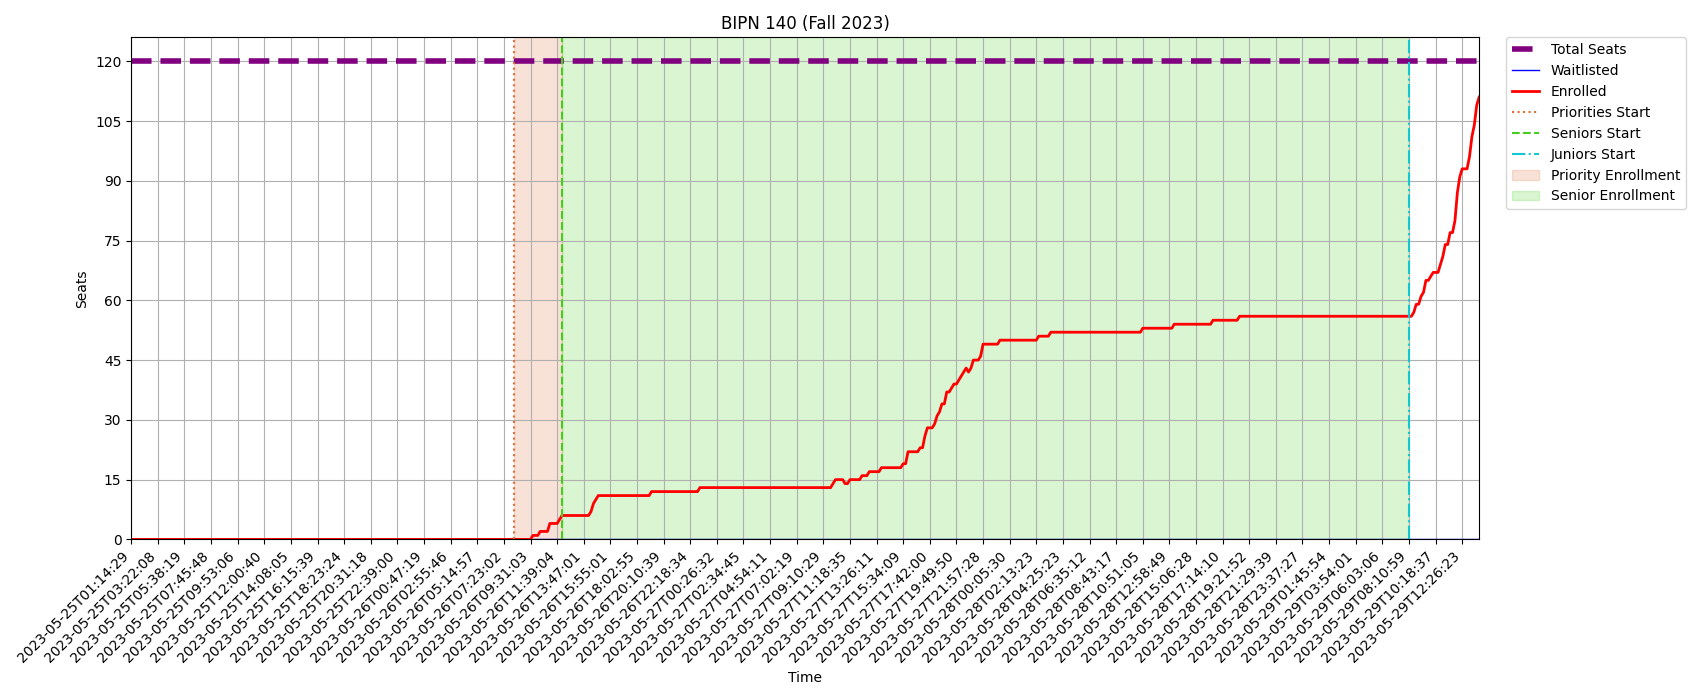 BIPN 140 (Fall 2023)
Total Seats
Waitlisted
Enrolled
Priorities Start
Seniors Start
Juniors Start
Priority Enrollment
Senior Enrollment
Seats
120
105
90
75
60
45
30
15
0
2023-05-25T01:14:29
2023-05-25T03:22:08
2023-05-25T05:38:19
2023-05-25T07:45:48
2023-05-25T09:53:06
2023-05-25T12:00:46
2023-05-25T14:08:05
2023-05-25T16:15:39
2023-05-25T18:23:24
2023-05-25T20:31:18
2023-05-25T22:39:00
2023-05-26T00:47:19
2023-05-26T02:55:46
2023-05-26T05:14:57
2023-05-26T07:23:02
2023-05-26T09:31:03
2023-05-26T11:39:04
2023-05-26T13:47:01
2023-05-26T15:55:01
2023-05-26T18:02:55
2023-05-26T20:10:39
2023-05-26T22:18:34
2023-05-27T00:26:32
2023-05-27T02:34:45
2023-05-27T04:54:11
2023-05-27T07:02:19
2023-05-27T09:10:29
2023-05-27T11:18:35
2023-05-27T13:26:11
2023-05-27T15:34:09
2023-05-27T17:42:00
2023-05-27T19:49:50
2023-05-27T21:57:28
2023-05-28T00:05:30
2023-05-28T02:13:23
2023-05-28T04:25:23
2023-05-28T06:35:12
2023-05-28T08:43:17
2023-05-28T10:51:05
2023-05-28T12:58:49
2023-05-28T15:06:28
2023-05-28T17:14:10
2023-05-28T19:21:52
2023-05-28T21:29:39
2023-05-28T23:37:27
2023-05-29T01:45:54
2023-05-29T03:54:01
2023-05-29T06:03:06
2023-05-29T08:10:59
2023-05-29T10:18:37
2023-05-29T12:26:23
Time